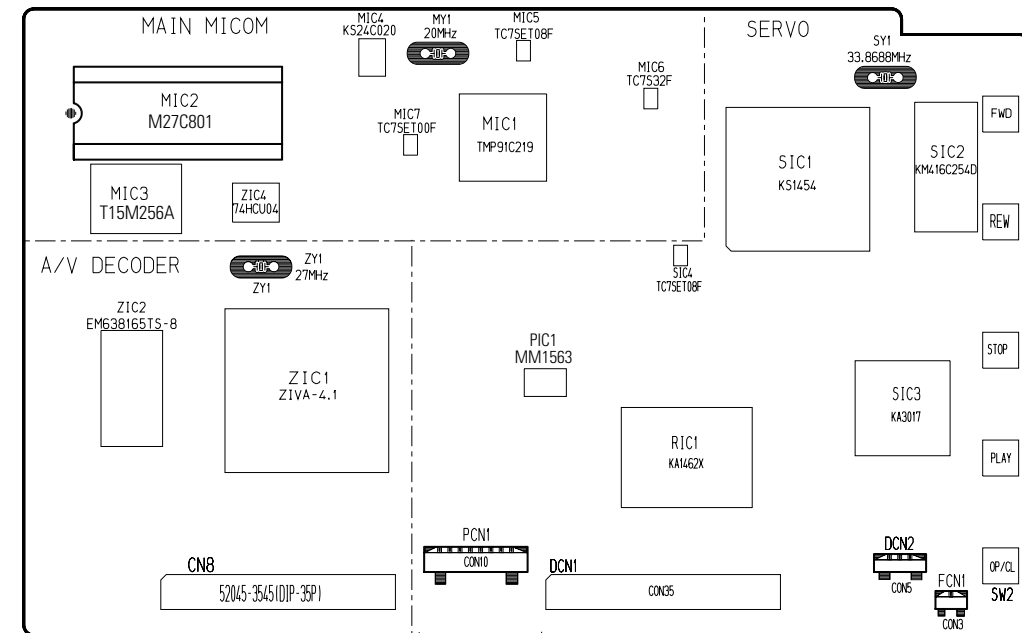 MAIN MICOM
MIC4
KS24C020
MY1
20MHz
MIC5
TC7SET08F
SERVO
SY1
33.8688MHz
MIC6
TC7S32F
MIC2
M27C801
MIC7
TC7SET00F
MIC1
TMP91C219
SIC1
KS1454
SIC2
KM416C254D
FWD
MIC3
T15M256A
ZIC4
74HCU04
REW
A/V DECODER
ZY1
27MHz
ZY1
SIC4
TC7SET08F
ZIC2
EM638165TS-8
ZIC1
ZIVA-4.1
PIC1
MM1563
STOP
SIC3
KA3017
RIC1
KA1462X
PLAY
PCN1
CON10
CN8
52045-3545(DIP-35P)
DCN1
CON35
DCN2
CON5
FCN1
CON3
OP/CL
SW2